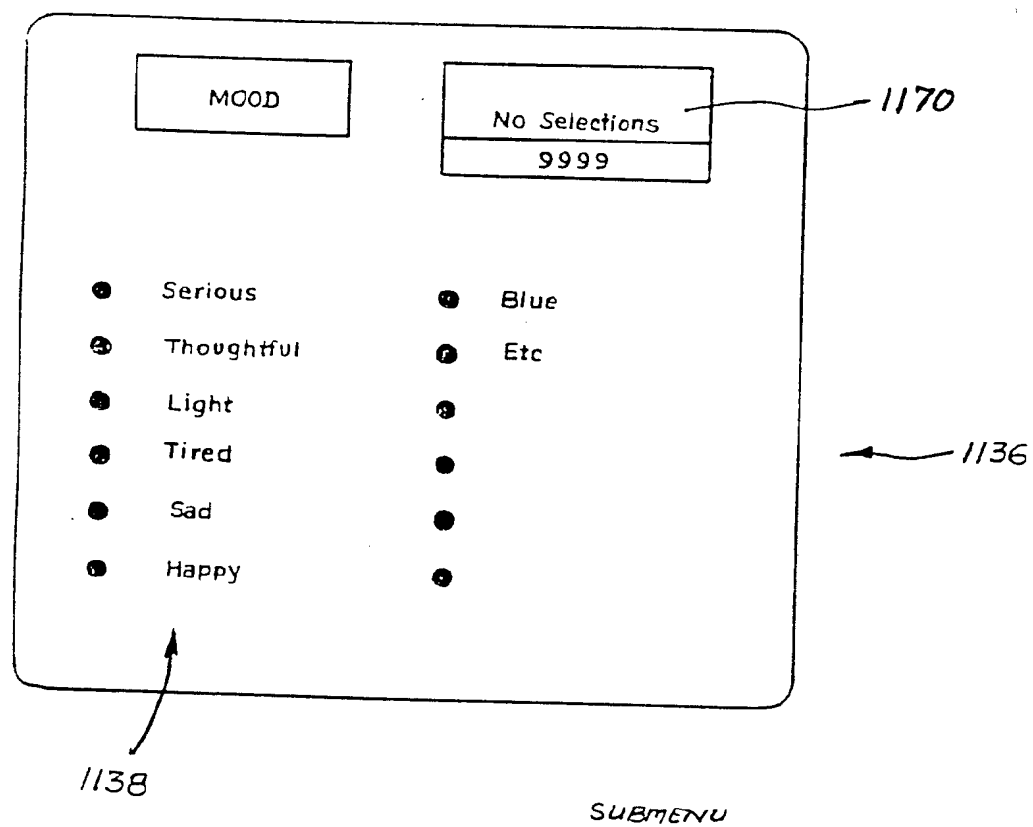 MOOD
No Selections
9999
1170
Serious
Thoughtful
Light
Tired
Sad
Happy
Blue
Etc
1136
1138
SUBMENU